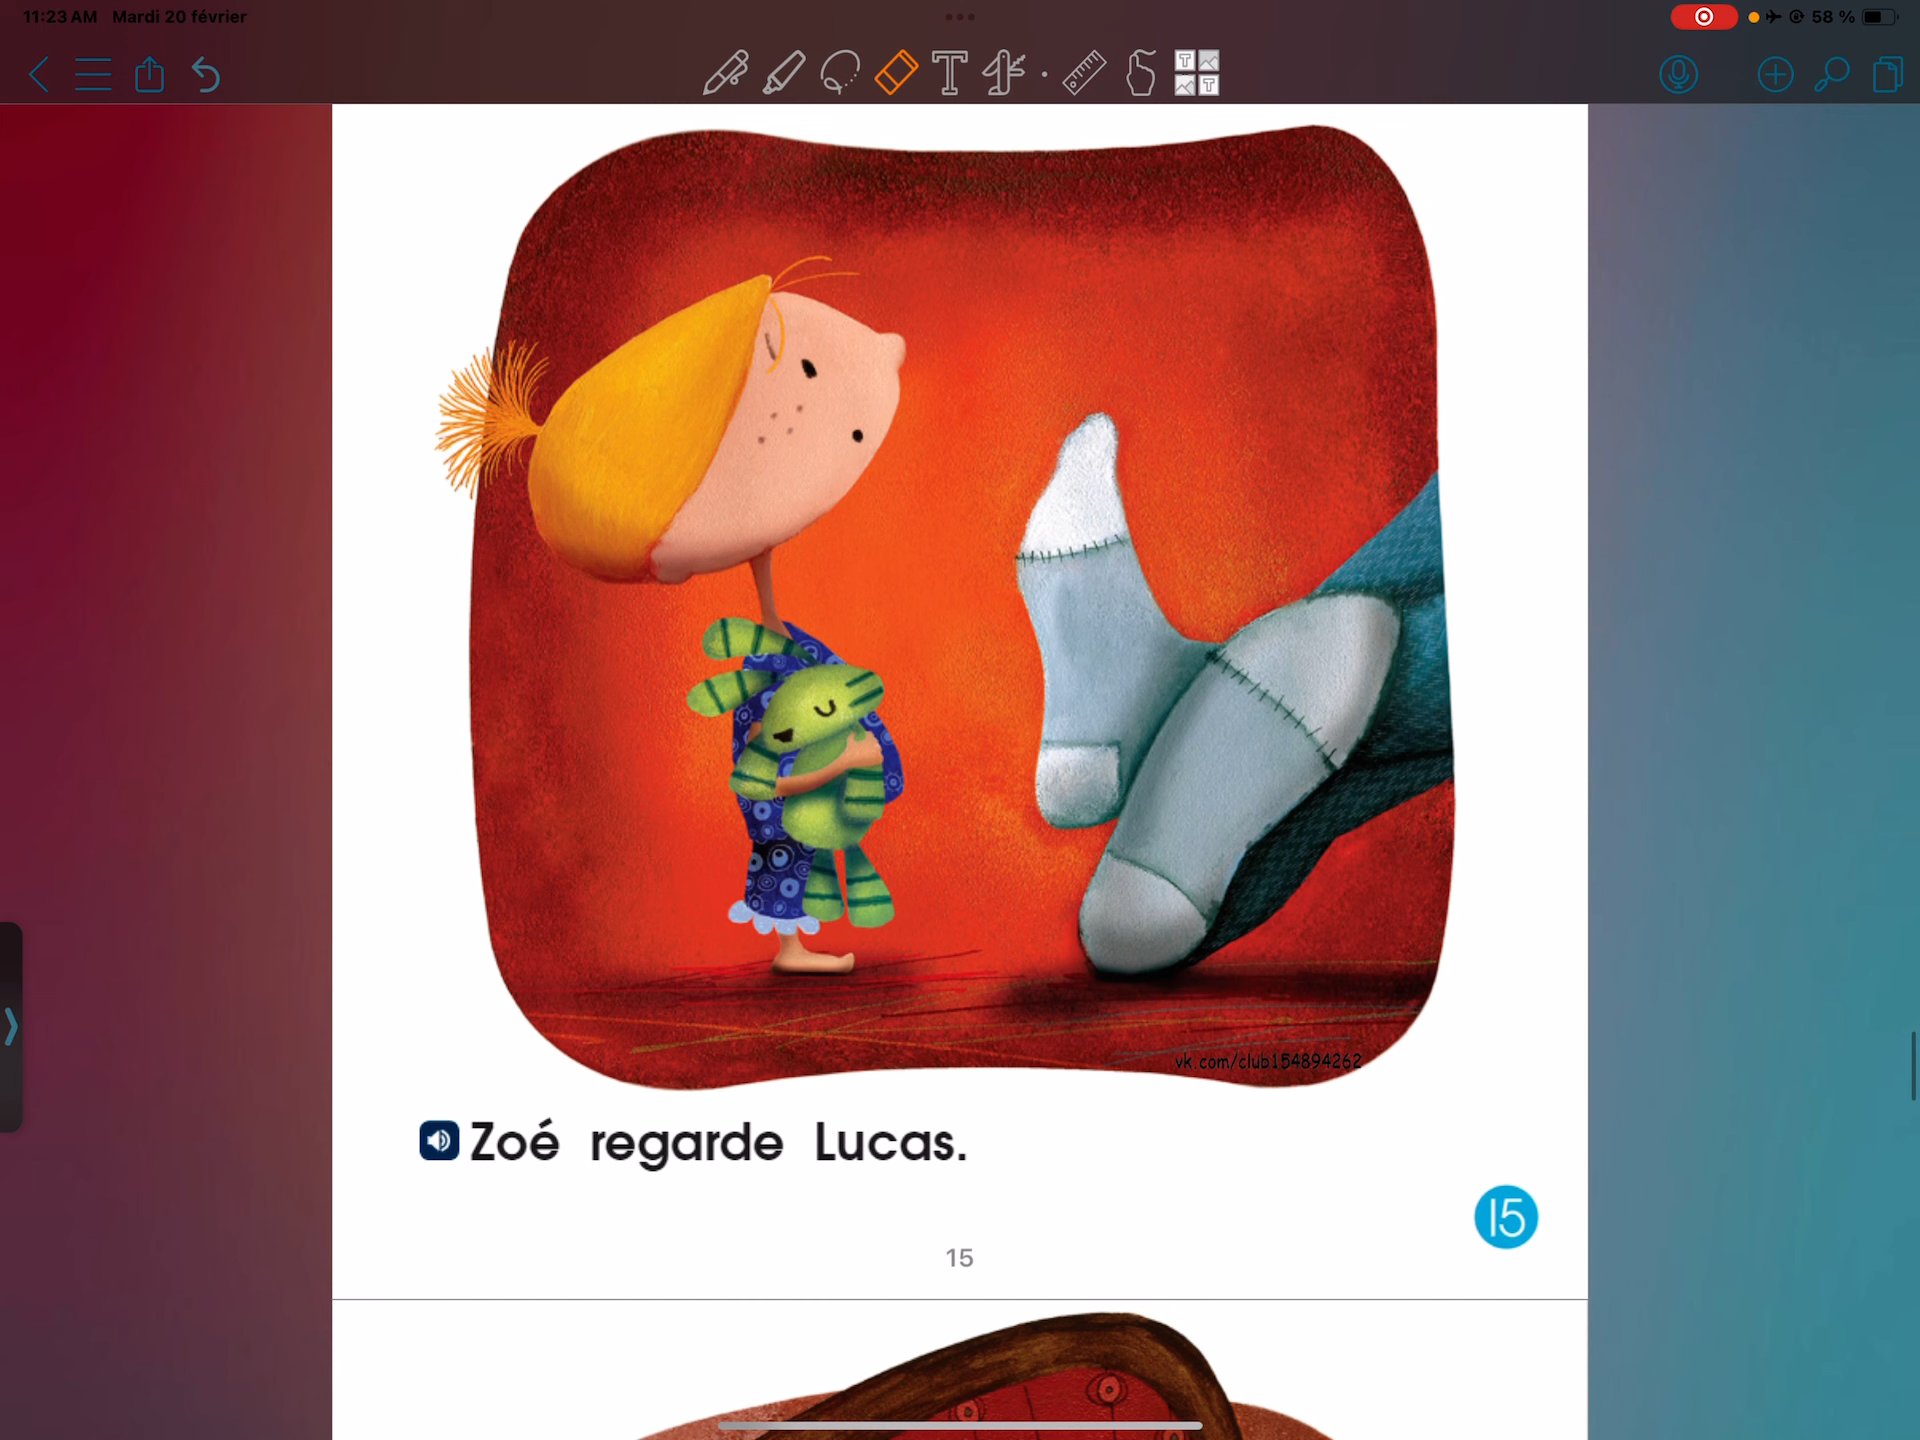 11:23 AM Mardi 20 février
58 %
vk.com/club154894262
Zoé regarde Lucas.
15
15